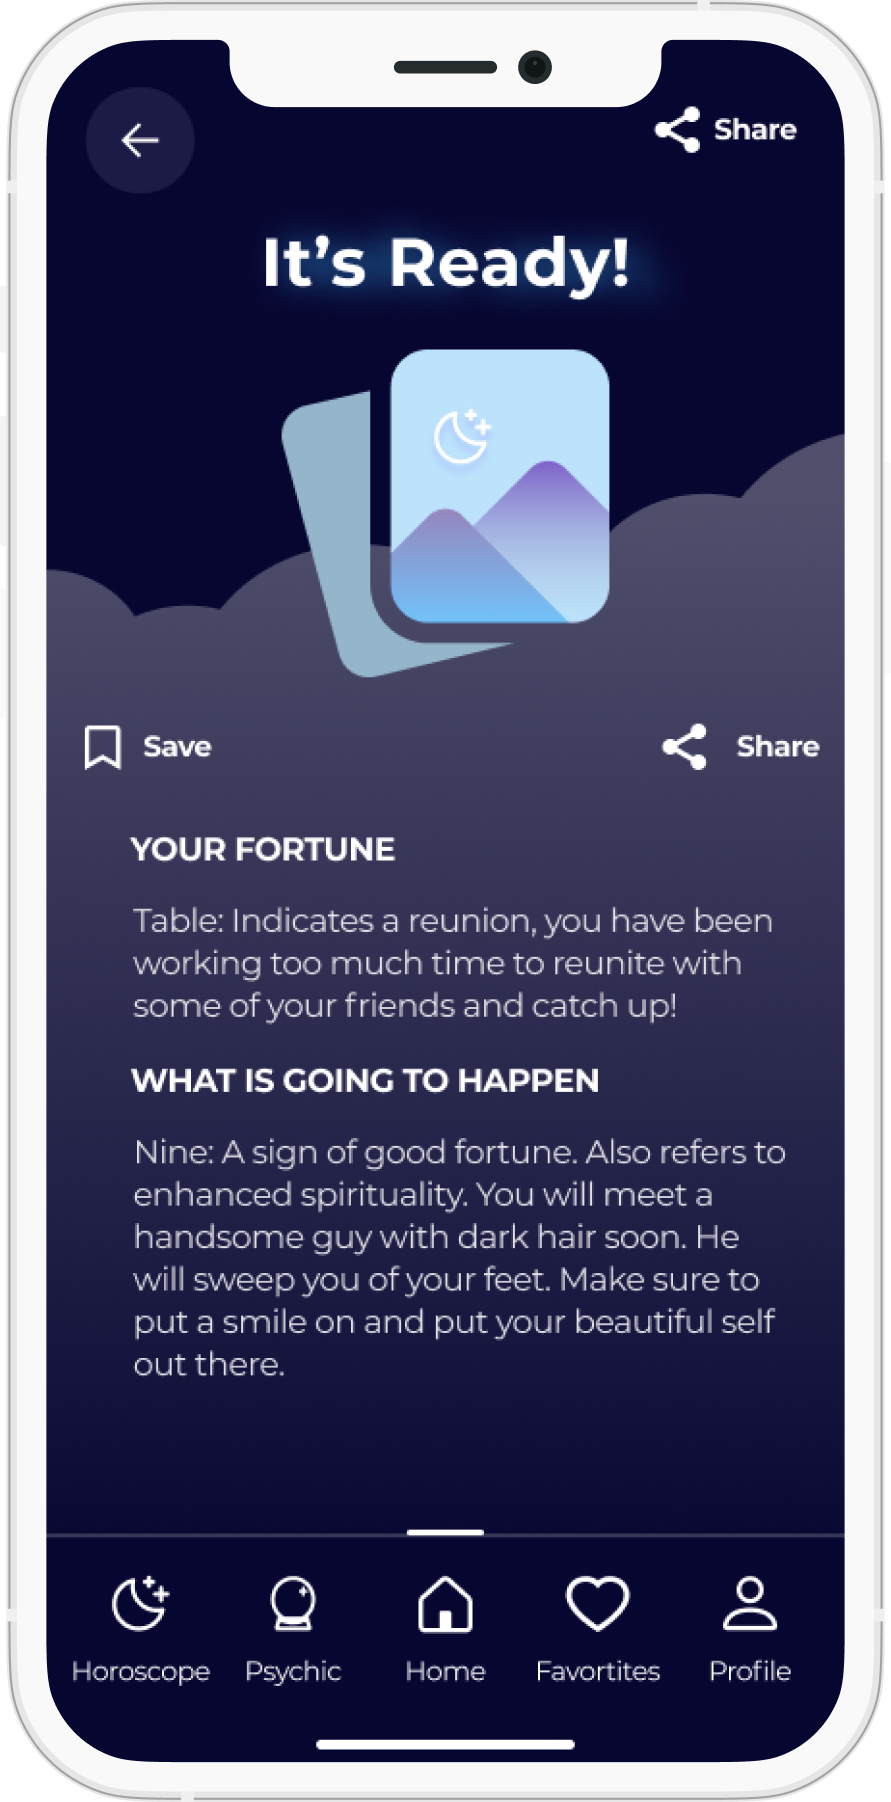 Share
It's Ready!
Save
Share
YOUR FORTUNE
Table: Indicates a reunion, you have been
working too much time to reunite with
some of your friends and catch up!
WHAT IS GOING TO HAPPEN
Nine: A sign of good fortune. Also refers to
enhanced spirituality. You will meet a
handsome guy with dark hair soon. He
will sweep you of your feet. Make sure to
put a smile on and put your beautiful self
out there.
Horoscope
Psychic
Home
Favortites
Profile